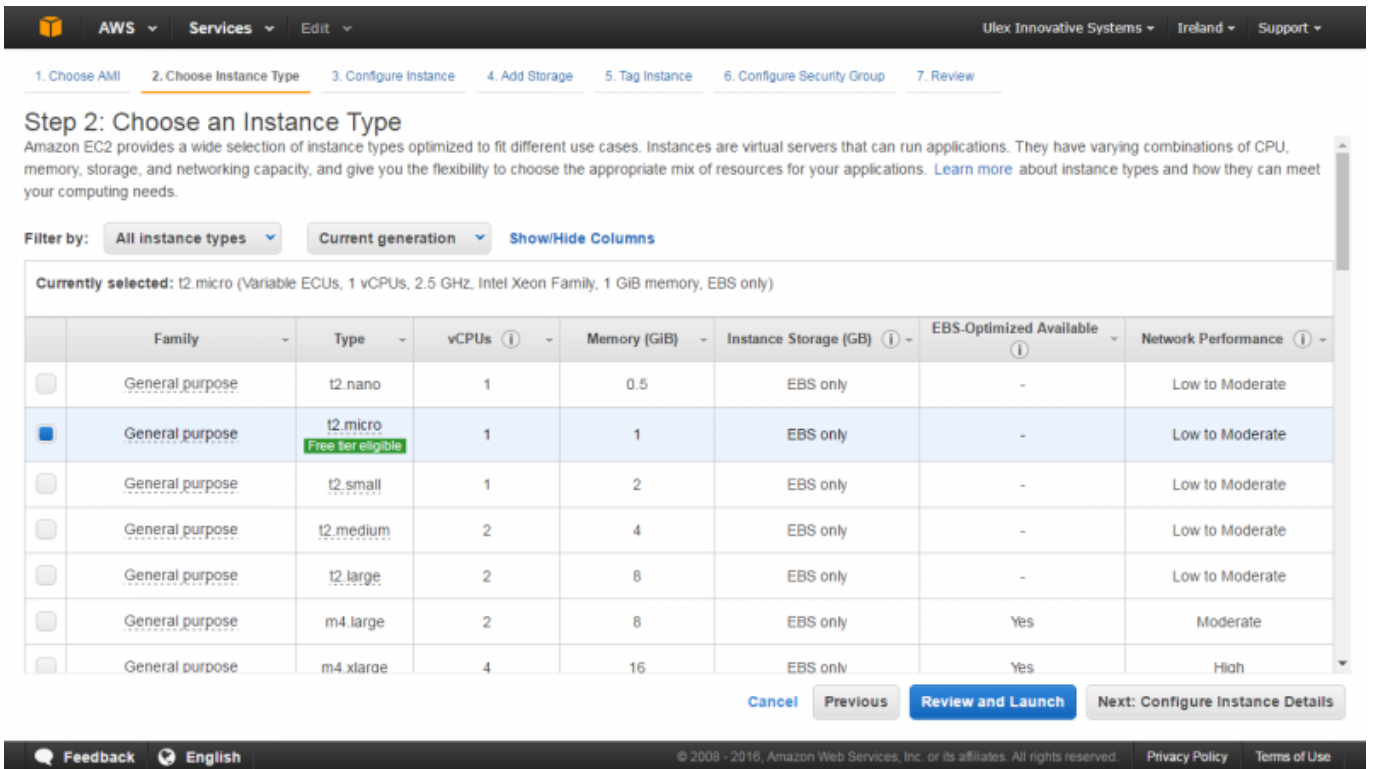 AWS Services Edit Ulex Innovative Systems Ireland Support
1. Choose AMI 2. Choose Instance Type 3. Configure Instance 4. Add Storage 5. Tag Instance 6. Configure Security Group 7. Review
Step 2: Choose an Instance Type
Amazon EC2 provides a wide selection of instance types optimized to fit different use cases. Instances are virtual servers that can run applications. They have varying combinations of CPU,
memory, storage, and networking capacity, and give you the flexibility to choose the appropriate mix of resources for your applications. Learn more about instance types and how they can meet
your computing needs.
Filter by: All instance types Current generation Show/Hide Columns
Currently selected: t2.micro (Variable ECUs, 1 vCPUs, 2.5 GHz, Intel Xeon Family, 1 GiB memory, EBS only)
Family Type vCPUs Memory (GiB) Instance Storage (GB) EBS-Optimized Available Network Performance
General purpose t2.nano 1 0.5 EBS only - Low to Moderate
General purpose t2.micro 1 1 EBS only - Low to Moderate
Free tier eligible
General purpose t2.small 1 2 EBS only - Low to Moderate
General purpose t2.medium 2 4 EBS only - Low to Moderate
General purpose t2.large 2 8 EBS only - Low to Moderate
General purpose m4.large 2 8 EBS only Yes Moderate
General purpose m4.xlarge 4 16 EBS only Yes High
Cancel Previous Review and Launch Next: Configure Instance Details
Feedback English © 2008 - 2016, Amazon Web Services, Inc. or its affiliates. All rights reserved. Privacy Policy Terms of Use